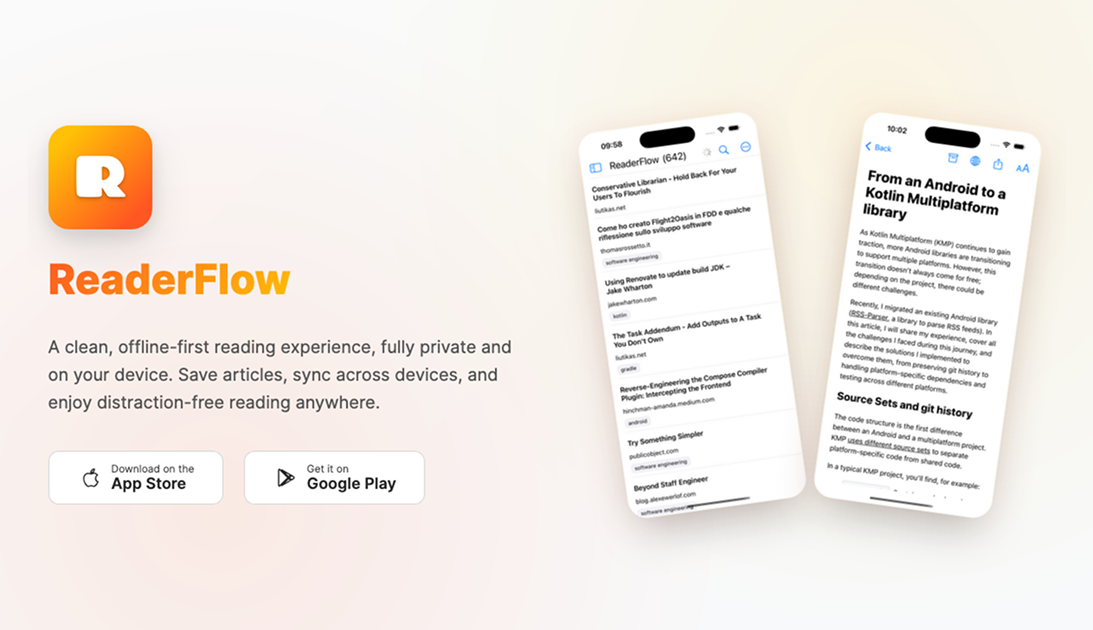 R
ReaderFlow
A clean, offline-first reading experience, fully private and
on your device. Save articles, sync across devices, and
enjoy distraction-free reading anywhere.
Download on the
App Store
Get it on
Google Play
09:58
ReaderFlow (642)
Conservative Librarian - Hold Back For Your
Users To Flourish
liutikas.net
Come ho creato Flight2Oasis in FDD e qualche
riflessione sullo sviluppo software
thomasrossetto.it
software engineering
Using Renovate to update build JDK –
Jake Wharton
jakewharton.com
kotlin
The Task Addendum - Add Outputs to A Task
You Don't Own
liutikas.net
gradle
Reverse-Engineering the Compose Compiler
Plugin: Intercepting the Frontend
hinchman-amanda.medium.com
android
Try Something Simpler
publicobject.com
software engineering
Beyond Staff Engineer
blog.alexewerlof.com
software engineering
10:02
Back
AA
From an Android to a
Kotlin Multiplatform
library
As Kotlin Multiplatform (KMP) continues to gain
traction, more Android libraries are transitioning
to support multiple platforms. However, this
transition doesn't always come for free;
depending on the project, there could be
different challenges.
Recently, I migrated an existing Android library
(RSS-Parser, a library to parse RSS feeds). In
this article, I will share my experience, cover all
the challenges I faced during this journey, and
describe the solutions I implemented to
overcome them, from preserving git history to
handling platform-specific dependencies and
testing across different platforms.
Source Sets and git history
The code structure is the first difference
between an Android and a multiplatform project.
KMP uses different source sets to separate
platform-specific code from shared code.
In a typical KMP project, you'll find, for example: